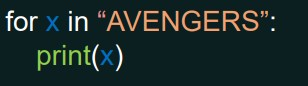 for x in “AVENGERS”:
print(x)